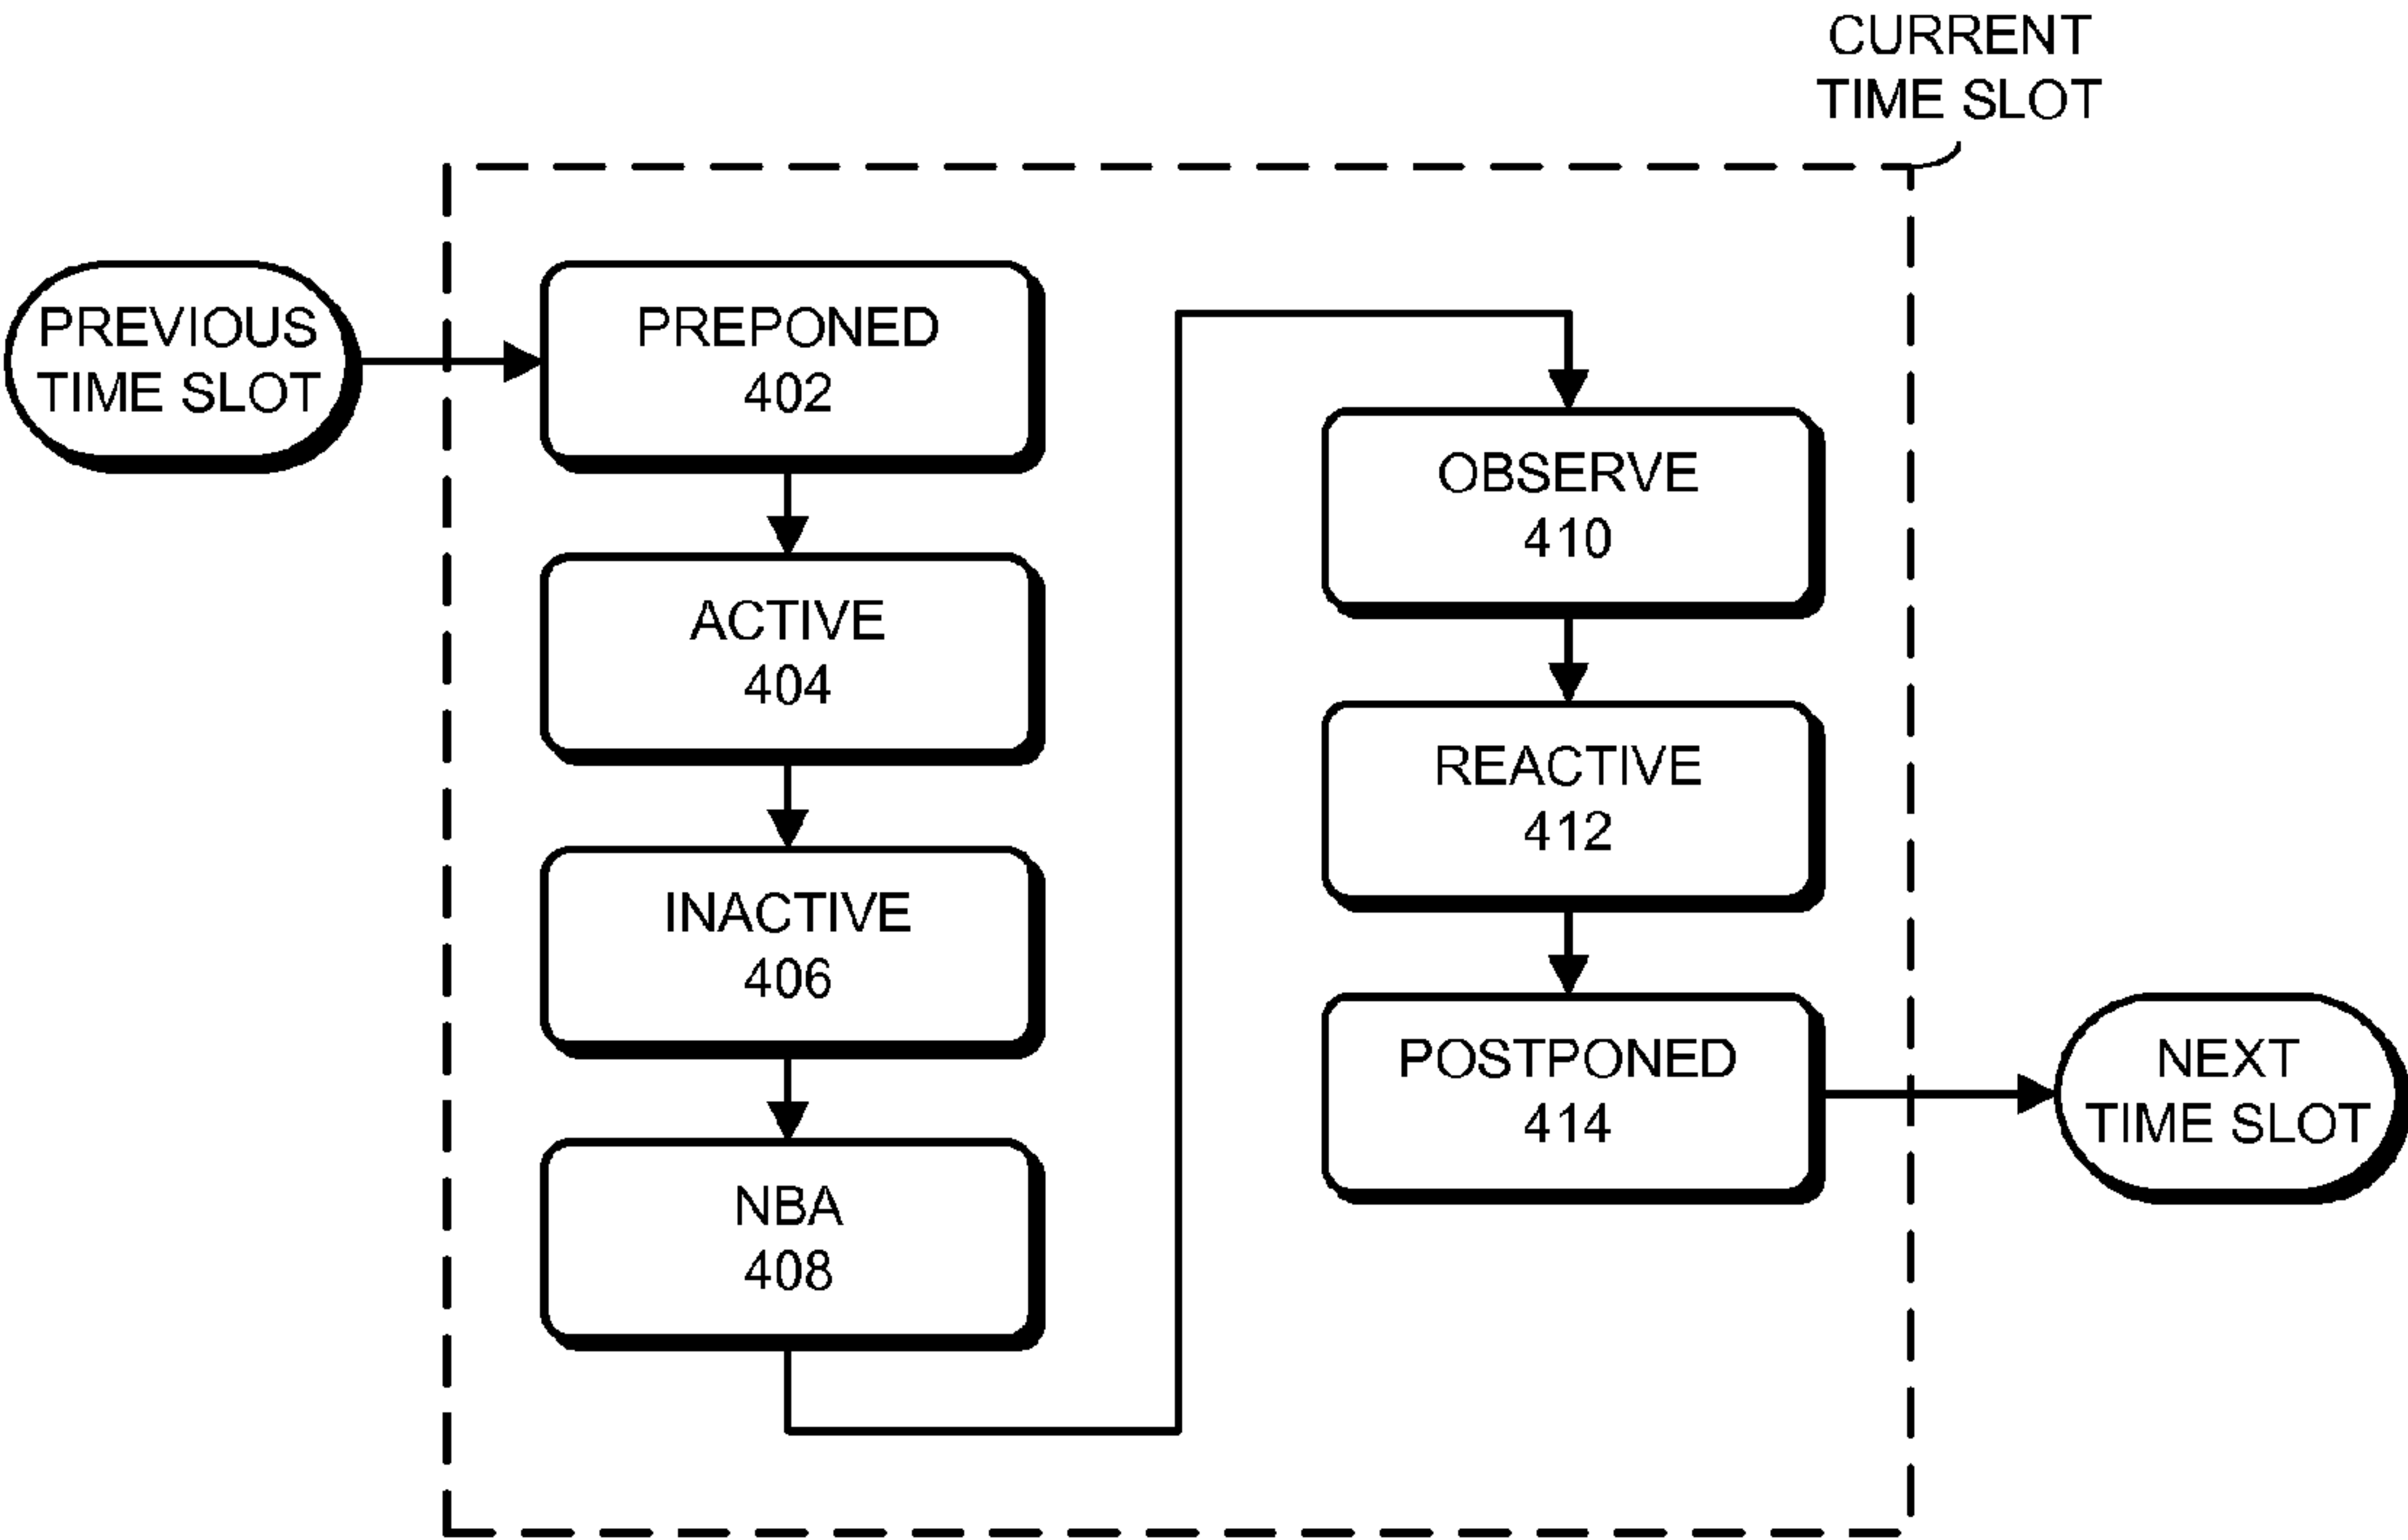 CURRENT
TIME SLOT
PREVIOUS
TIME SLOT
PREPONED
402
ACTIVE
404
INACTIVE
406
NBA
408
OBSERVE
410
REACTIVE
412
POSTPONED
414
NEXT
TIME SLOT